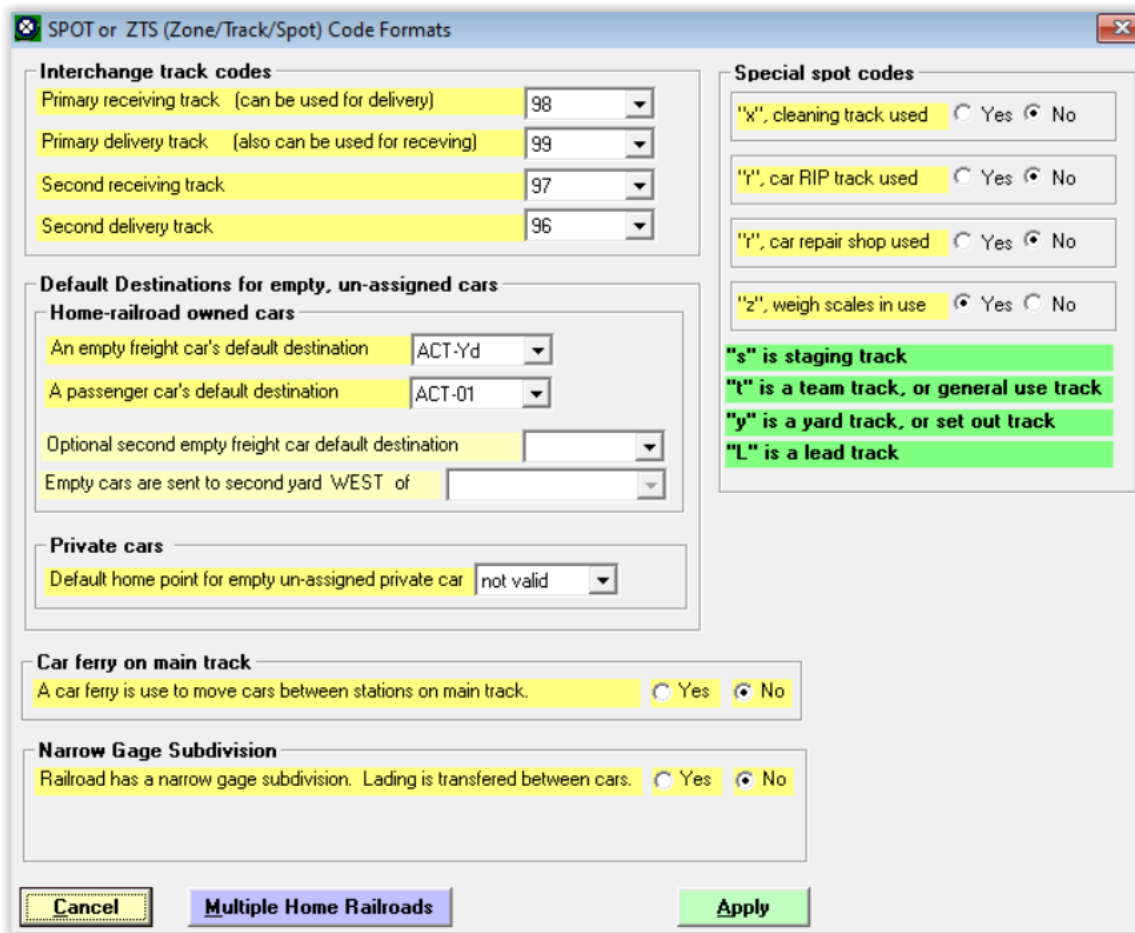 SPOT or ZTS (Zone/Track/Spot) Code Formats
Interchange track codes
Primary receiving track (can be used for delivery) 98
Primary delivery track (also can be used for receving) 99
Second receiving track 97
Second delivery track 96
Default Destinations for empty, un-assigned cars
Home-railroad owned cars
An empty freight car's default destination ACT-Yd
A passenger car's default destination ACT-01
Optional second empty freight car default destination
Empty cars are sent to second yard WEST of
Private cars
Default home point for empty un-assigned private car not valid
Special spot codes
"x", cleaning track used Yes No
"r", car RIP track used Yes No
"r", car repair shop used Yes No
"z", weigh scales in use Yes No
"s" is staging track
"t" is a team track, or general use track
"y" is a yard track, or set out track
"L" is a lead track
Car ferry on main track
A car ferry is use to move cars between stations on main track. Yes No
Narrow Gage Subdivision
Railroad has a narrow gage subdivision. Lading is transfered between cars. Yes No
Cancel
Multiple Home Railroads
Apply